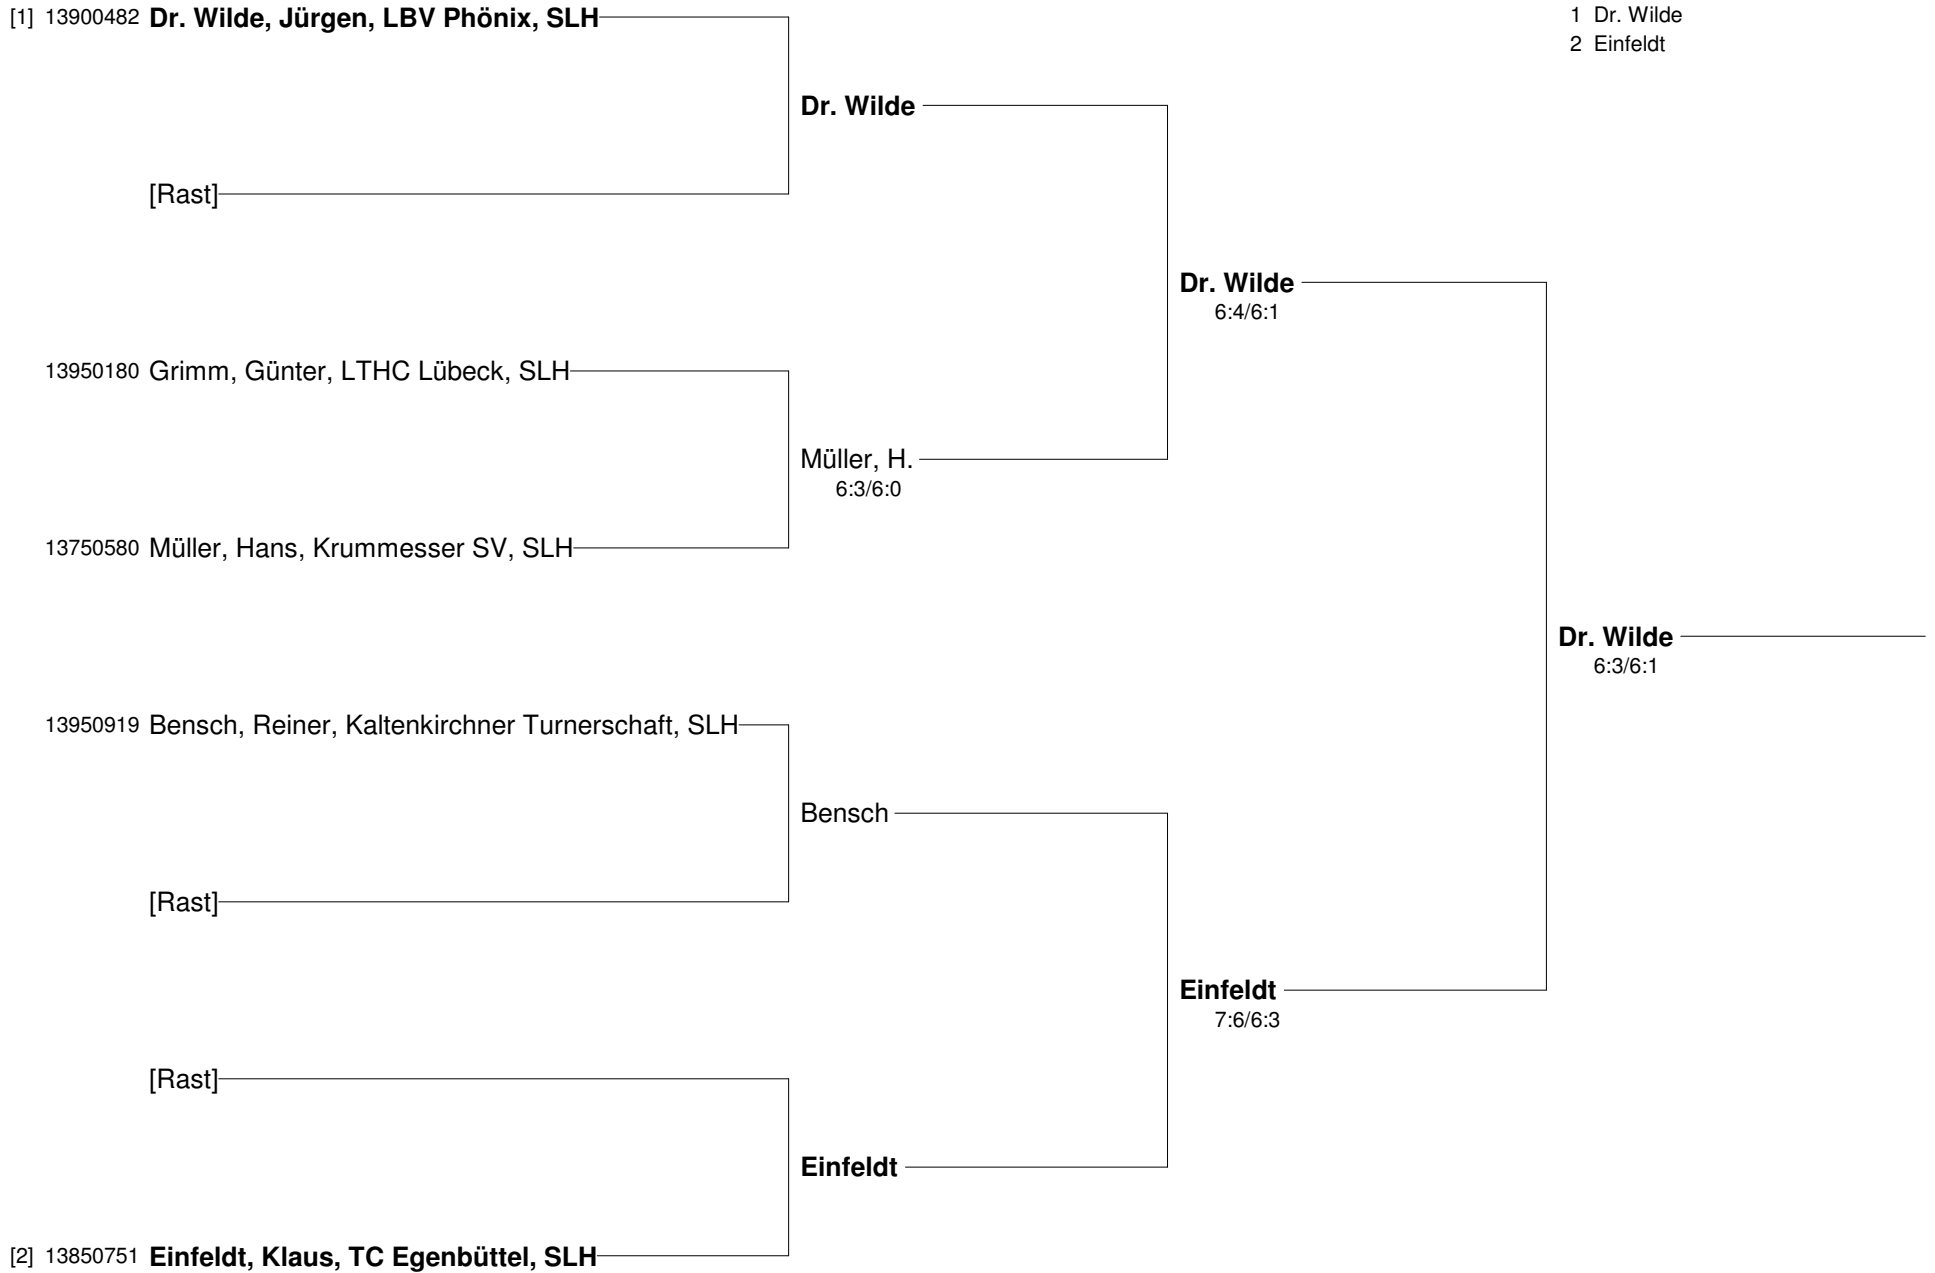 [1] 13900482 Dr. Wilde, Jürgen, LBV Phönix, SLH
1 Dr. Wilde
2 Einfeldt
Dr. Wilde
[Rast]
Dr. Wilde
6:4/6:1
13950180 Grimm, Günter, LTHC Lübeck, SLH
Müller, H.
6:3/6:0
13750580 Müller, Hans, Krummesser SV, SLH
Dr. Wilde
6:3/6:1
13950919 Bensch, Reiner, Kaltenkirchner Turnerschaft, SLH
Bensch
[Rast]
Einfeldt
7:6/6:3
[Rast]
Einfeldt
[2] 13850751 Einfeldt, Klaus, TC Egenbüttel, SLH